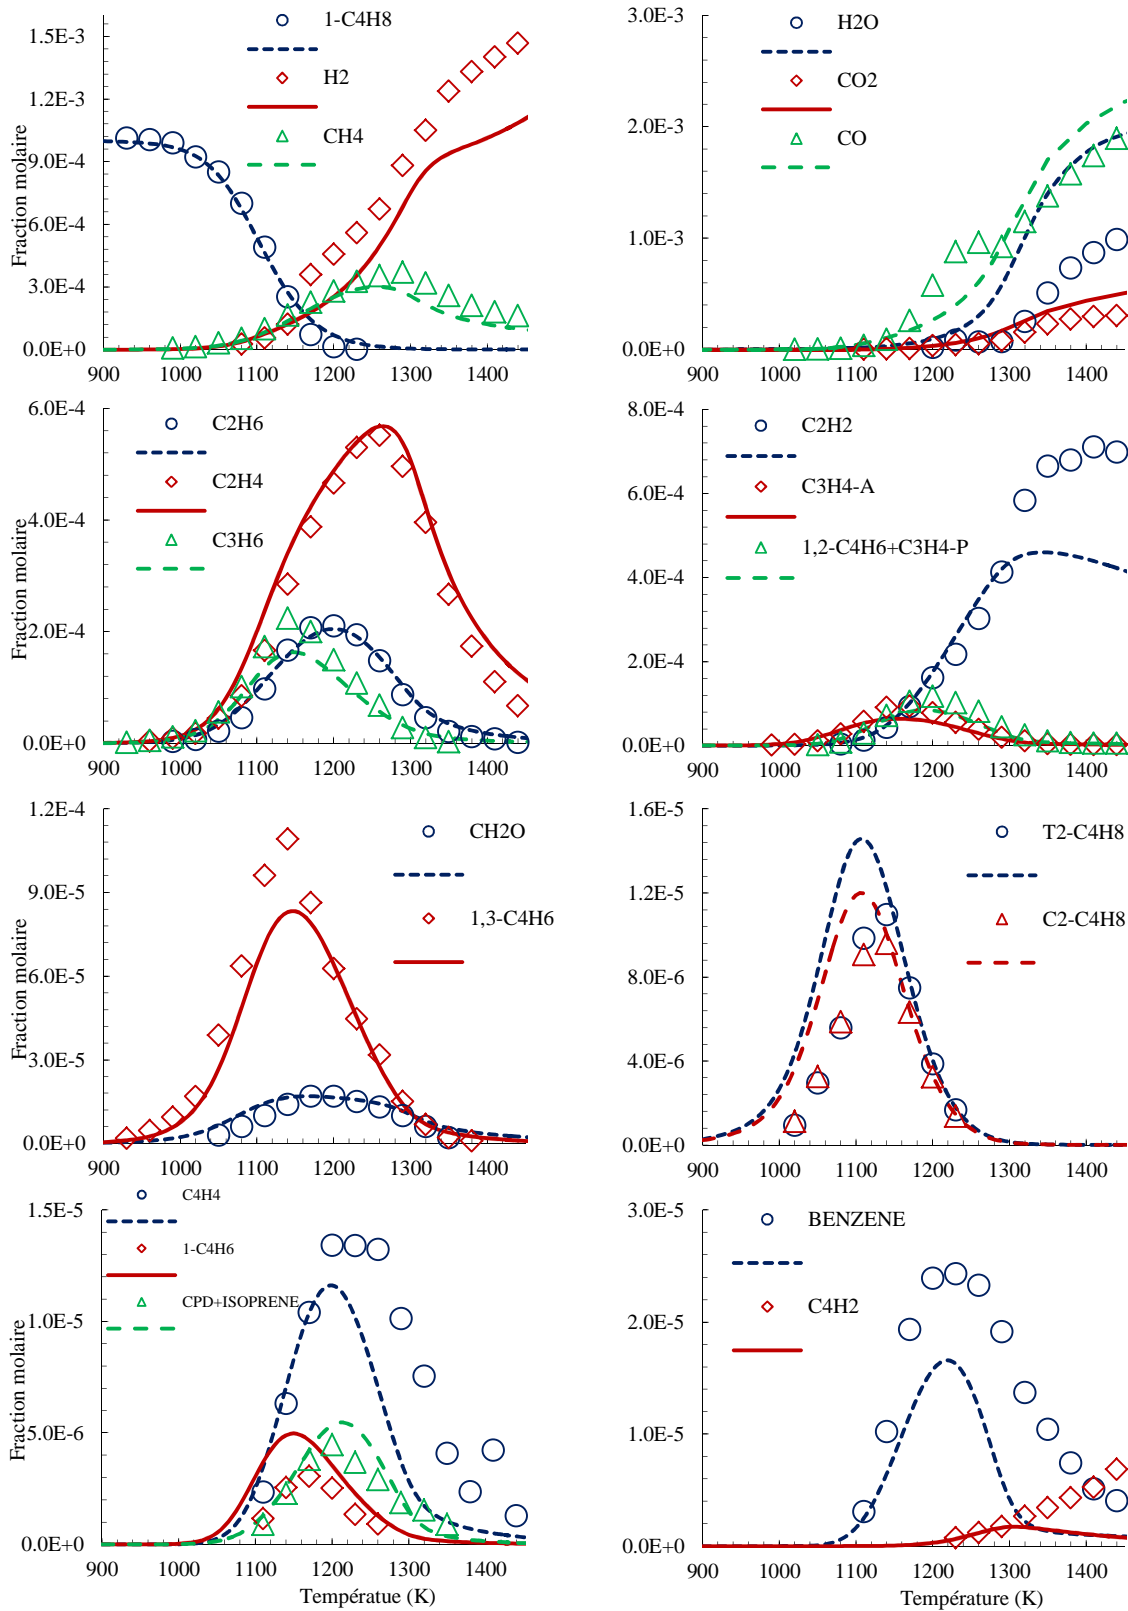 1-C4H8
H2
CH4
1.5E-3
1.2E-3
9.0E-4
6.0E-4
3.0E-4
0.0E+0
Fraction molaire
900 1000 1100 1200 1300 1400
H2O
CO2
CO
3.0E-3
2.0E-3
1.0E-3
0.0E+0
900 1000 1100 1200 1300 1400
C2H6
C2H4
C3H6
6.0E-4
4.0E-4
2.0E-4
0.0E+0
Fraction molaire
900 1000 1100 1200 1300 1400
C2H2
C3H4-A
1,2-C4H6+C3H4-P
8.0E-4
6.0E-4
4.0E-4
2.0E-4
0.0E+0
900 1000 1100 1200 1300 1400
CH2O
1,3-C4H6
1.2E-4
9.0E-5
6.0E-5
3.0E-5
0.0E+0
Fraction molaire
900 1000 1100 1200 1300 1400
T2-C4H8
C2-C4H8
1.6E-5
1.2E-5
8.0E-6
4.0E-6
0.0E+0
900 1000 1100 1200 1300 1400
C4H4
1-C4H6
CPD+ISOPRENE
1.5E-5
1.0E-5
5.0E-6
0.0E+0
Fraction molaire
900 1000 1100 1200 1300 1400
Températue (K)
BENZENE
C4H2
3.0E-5
2.0E-5
1.0E-5
0.0E+0
900 1000 1100 1200 1300 1400
Température (K)